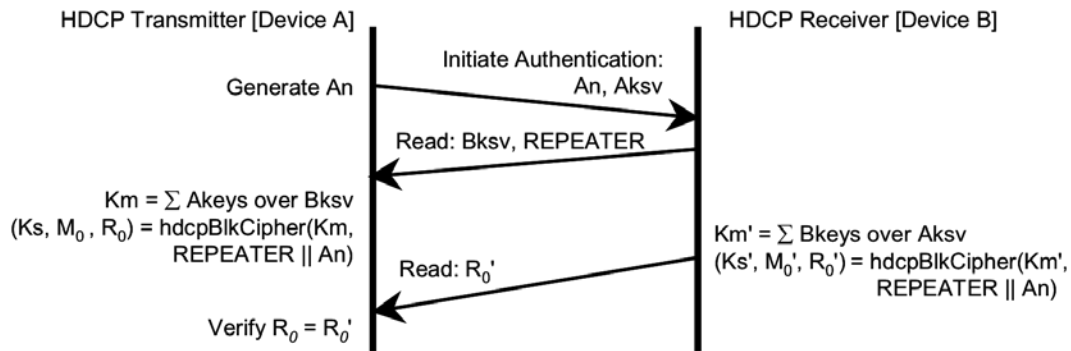 HDCP Transmitter [Device A]
HDCP Receiver [Device B]
Generate An
Initiate Authentication:
An, Aksv
Read: Bksv, REPEATER
Km = ∑ Akeys over Bksv
(Ks, M₀ , R₀) = hdcpBlkCipher(Km,
REPEATER || An)
Km' = ∑ Bkeys over Aksv
(Ks', M₀', R₀') = hdcpBlkCipher(Km',
REPEATER || An)
Read: R₀'
Verify R₀ = R₀'